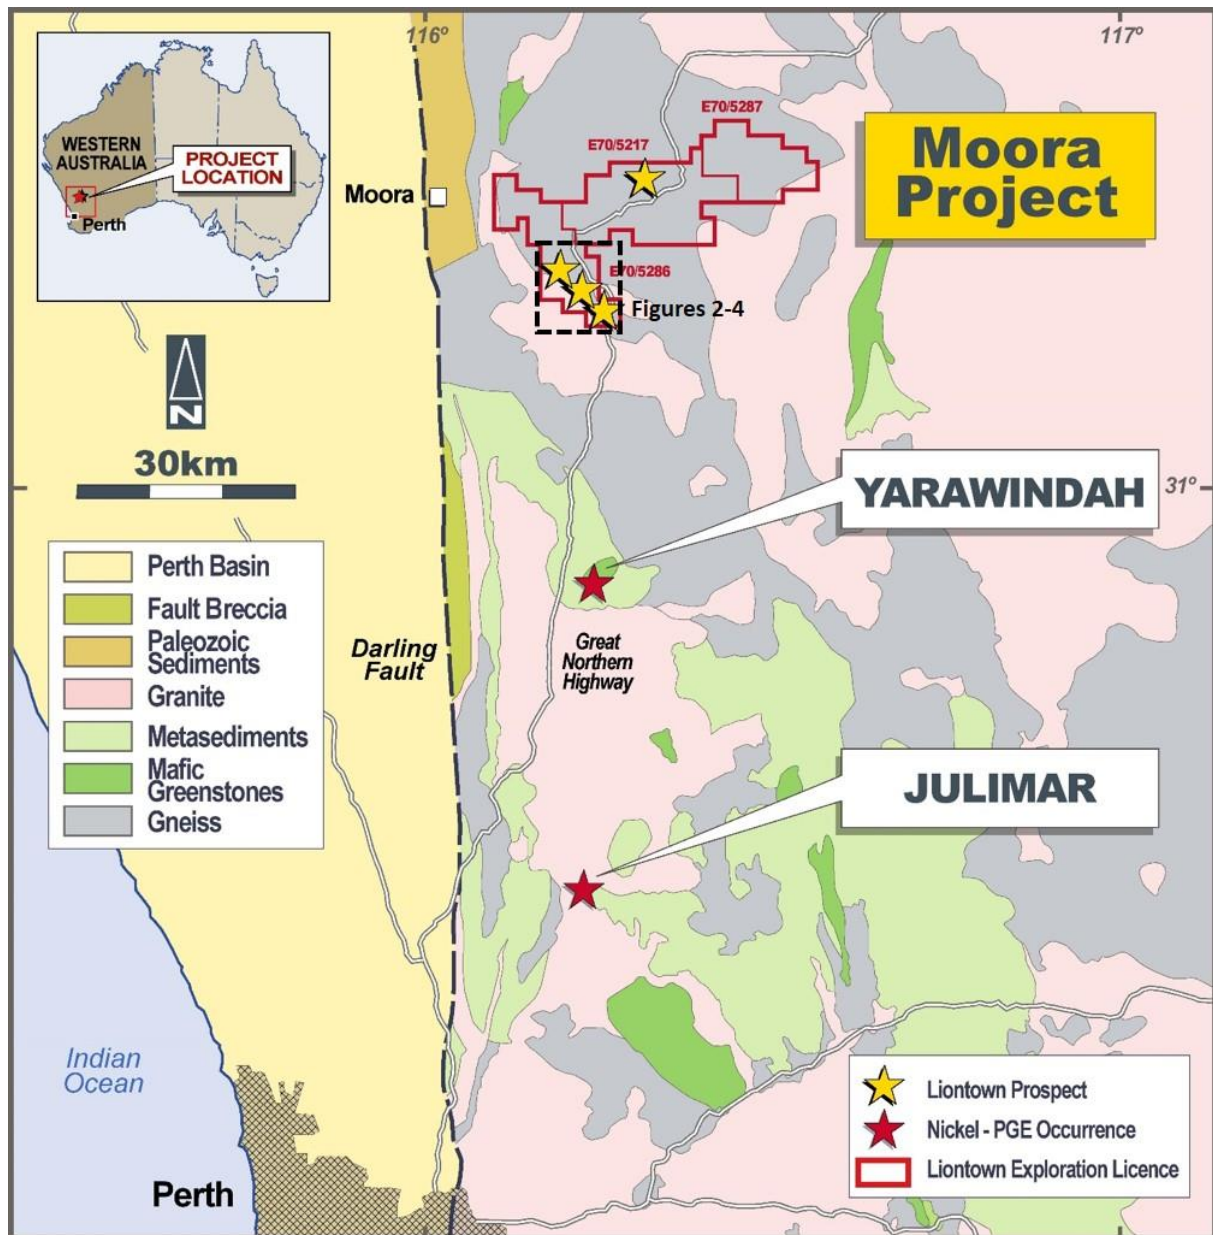 116°
117°
WESTERN
AUSTRALIA
PROJECT
LOCATION
Perth
Moora
E70/5287
E70/5217
E70/5286
Figures 2-4
Moora
Project
N
30km
YARAWINDAH
31°
Perth Basin
Fault Breccia
Paleozoic
Sediments
Granite
Metasediments
Mafic
Greenstones
Gneiss
Darling
Fault
Great
Northern
Highway
JULIMAR
Indian
Ocean
Perth
Liontown Prospect
Nickel - PGE Occurrence
Liontown Exploration Licence